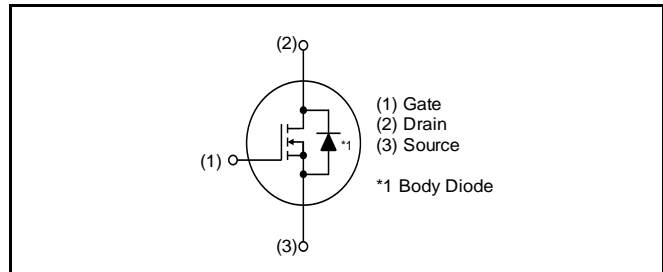 (2)
(1) Gate
(2) Drain
(3) Source
*1
(1)
*1 Body Diode
(3)